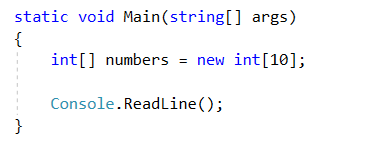 static void Main(string[] args)
{
    int[] numbers = new int[10];

    Console.ReadLine();
}